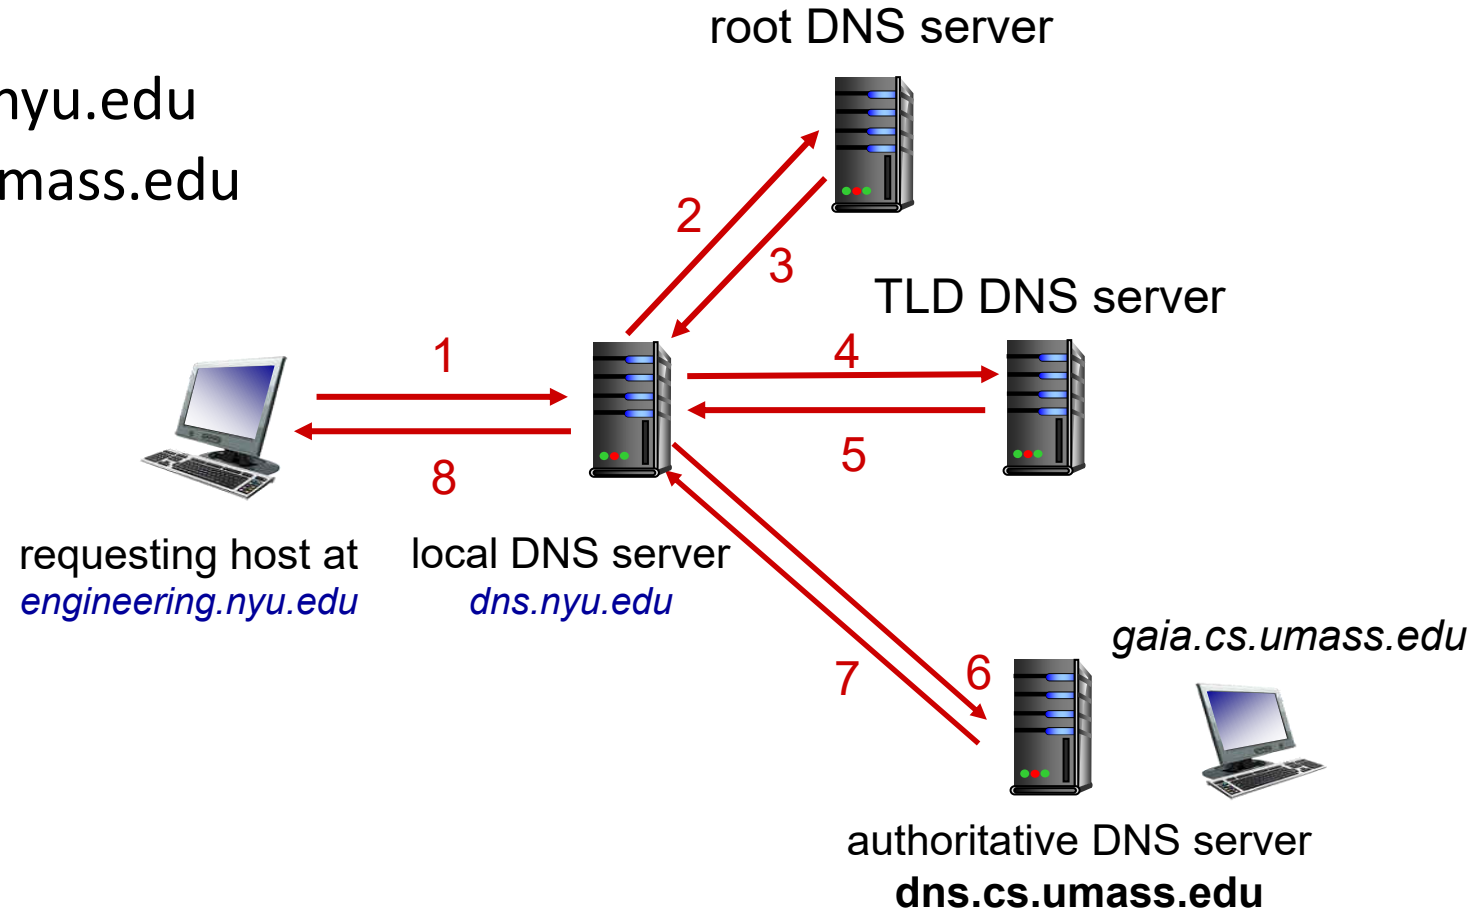 root DNS server
nyu.edu
mass.edu
2
3
TLD DNS server
1
4
8
5
requesting host at
engineering.nyu.edu
local DNS server
dns.nyu.edu
gaia.cs.umass.edu
7
6
authoritative DNS server
dns.cs.umass.edu